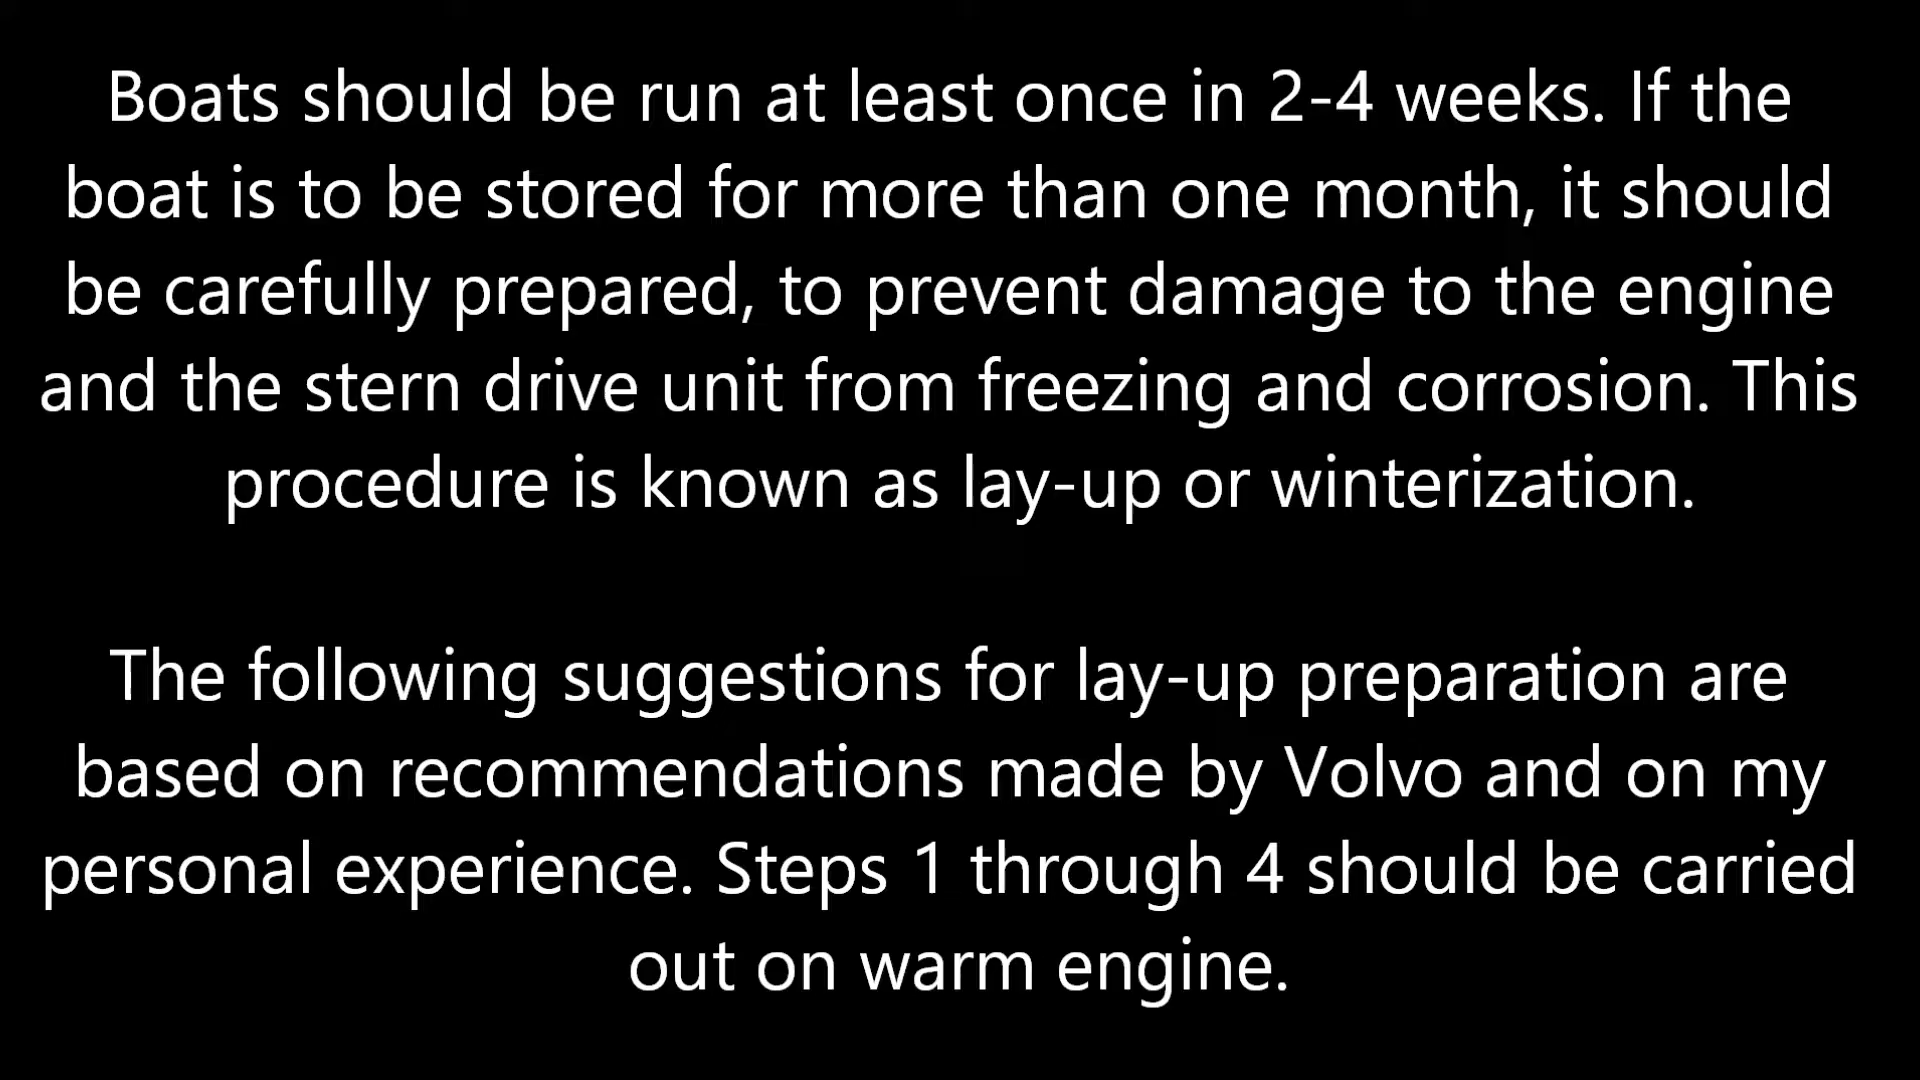 Boats should be run at least once in 2-4 weeks. If the
boat is to be stored for more than one month, it should
be carefully prepared, to prevent damage to the engine
and the stern drive unit from freezing and corrosion. This
procedure is known as lay-up or winterization.
The following suggestions for lay-up preparation are
based on recommendations made by Volvo and on my
personal experience. Steps 1 through 4 should be carried
out on warm engine.